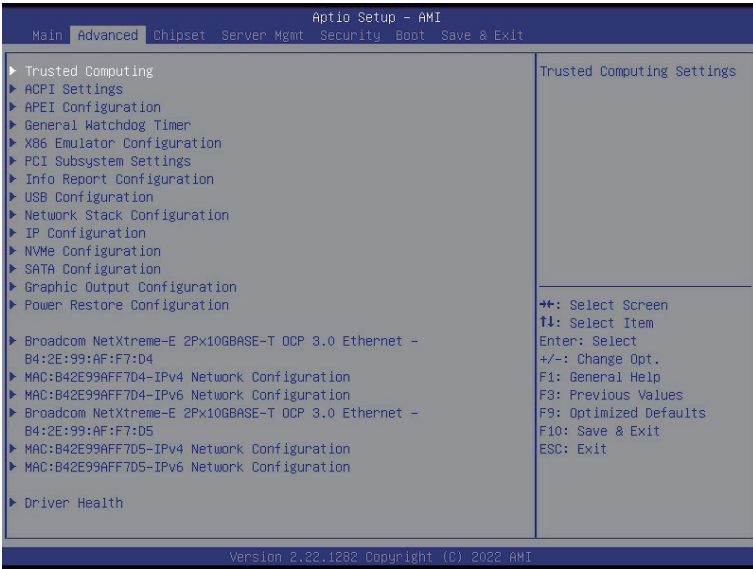 Aptio Setup – AMI
Main Advanced Chipset Server Mgmt Security Boot Save & Exit
Trusted Computing
ACPI Settings
APEI Configuration
General Watchdog Timer
X86 Emulator Configuration
PCI Subsystem Settings
Info Report Configuration
USB Configuration
Network Stack Configuration
IP Configuration
NVMe Configuration
SATA Configuration
Graphic Output Configuration
Power Restore Configuration
Broadcom NetXtreme-E 2Px10GBASE-T OCP 3.0 Ethernet –
B4:2E:99:AF:F7:D4
MAC:B42E99AFF7D4-IPv4 Network Configuration
MAC:B42E99AFF7D4-IPv6 Network Configuration
Broadcom NetXtreme-E 2Px10GBASE-T OCP 3.0 Ethernet –
B4:2E:99:AF:F7:D5
MAC:B42E99AFF7D5-IPv4 Network Configuration
MAC:B42E99AFF7D5-IPv6 Network Configuration
Driver Health
Trusted Computing Settings
→←: Select Screen
↑↓: Select Item
Enter: Select
+/-: Change Opt.
F1: General Help
F3: Previous Values
F9: Optimized Defaults
F10: Save & Exit
ESC: Exit
Version 2.22.1282 Copyright (C) 2022 AMI